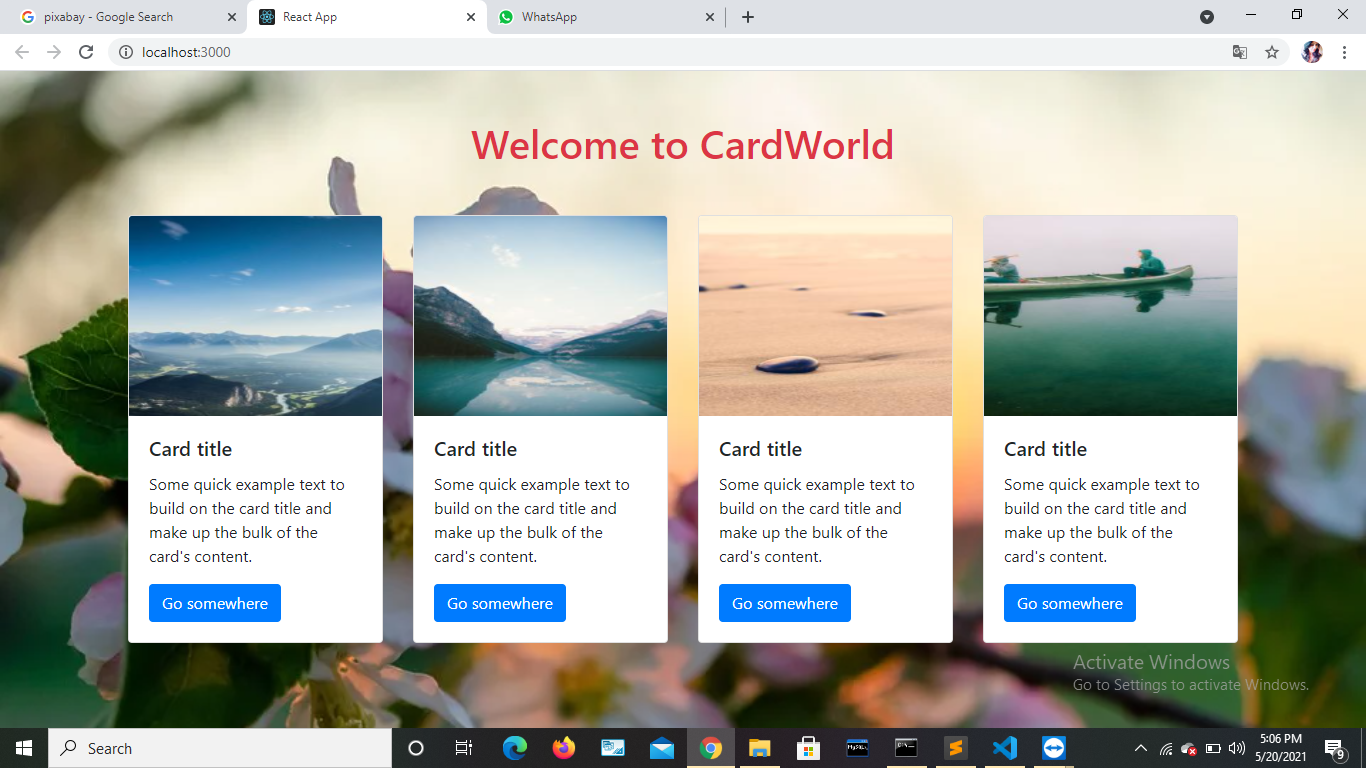 pixabay - Google Search
React App
WhatsApp
localhost:3000
Welcome to CardWorld
Card title
Some quick example text to
build on the card title and
make up the bulk of the
card's content.
Go somewhere
Card title
Some quick example text to
build on the card title and
make up the bulk of the
card's content.
Go somewhere
Card title
Some quick example text to
build on the card title and
make up the bulk of the
card's content.
Go somewhere
Card title
Some quick example text to
build on the card title and
make up the bulk of the
card's content.
Go somewhere
Activate Windows
Go to Settings to activate Windows.
Search
5:06 PM
5/20/2021
9